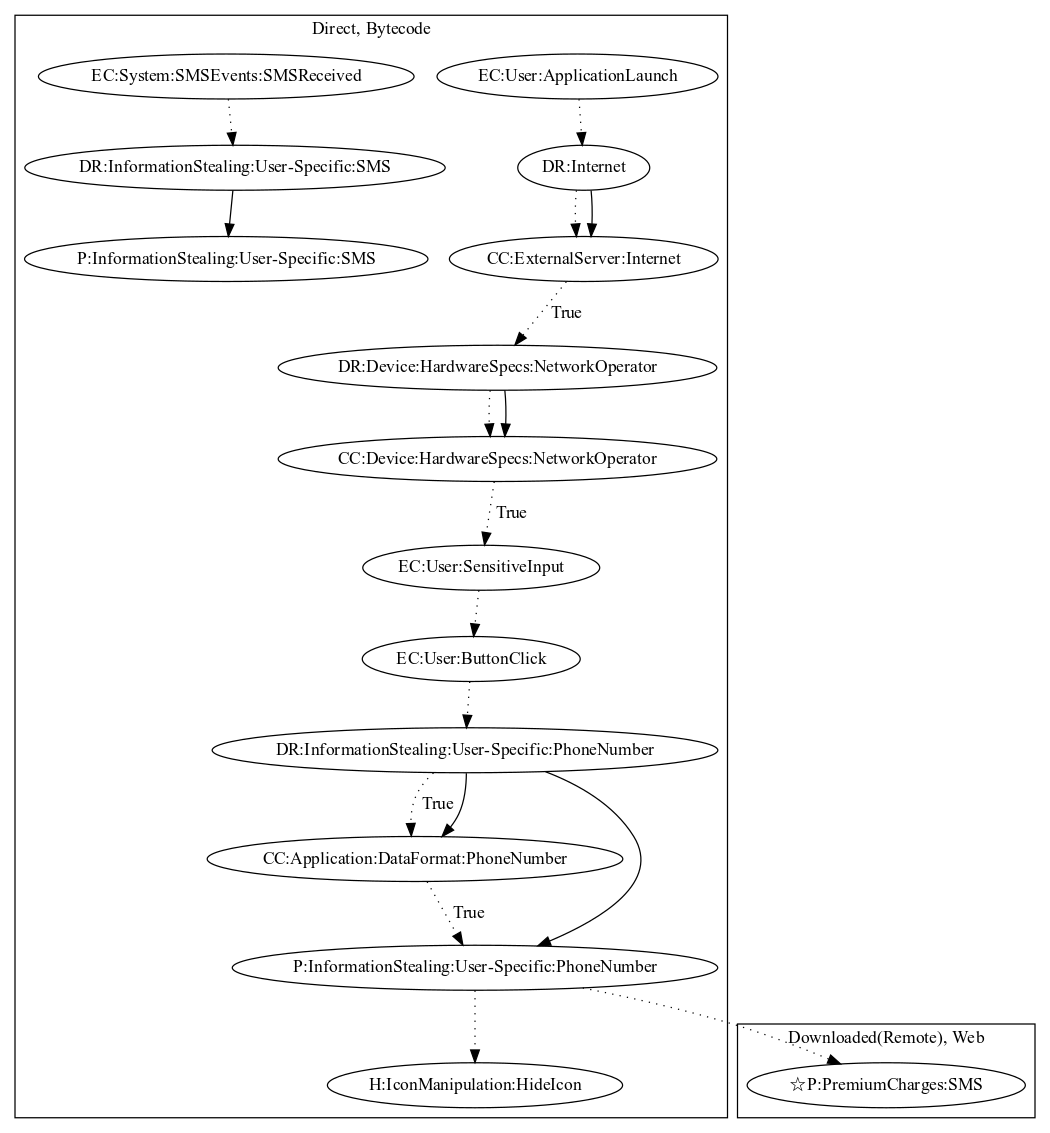 Direct, Bytecode
EC:System:SMSEvents:SMSReceived
EC:User:ApplicationLaunch
DR:InformationStealing:User-Specific:SMS
DR:Internet
P:InformationStealing:User-Specific:SMS
CC:ExternalServer:Internet
True
DR:Device:HardwareSpecs:NetworkOperator
CC:Device:HardwareSpecs:NetworkOperator
True
EC:User:SensitiveInput
EC:User:ButtonClick
DR:InformationStealing:User-Specific:PhoneNumber
True
CC:Application:DataFormat:PhoneNumber
True
P:InformationStealing:User-Specific:PhoneNumber
Downloaded(Remote), Web
H:IconManipulation:HideIcon
☆P:PremiumCharges:SMS